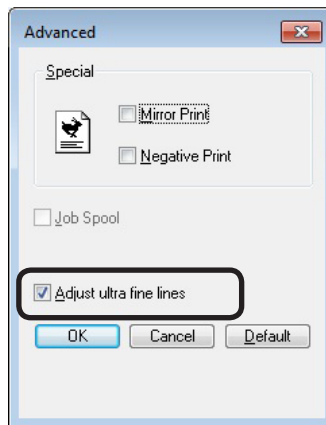 Advanced
Special
Mirror Print
Negative Print
Job Spool
Adjust ultra fine lines
OK Cancel Default